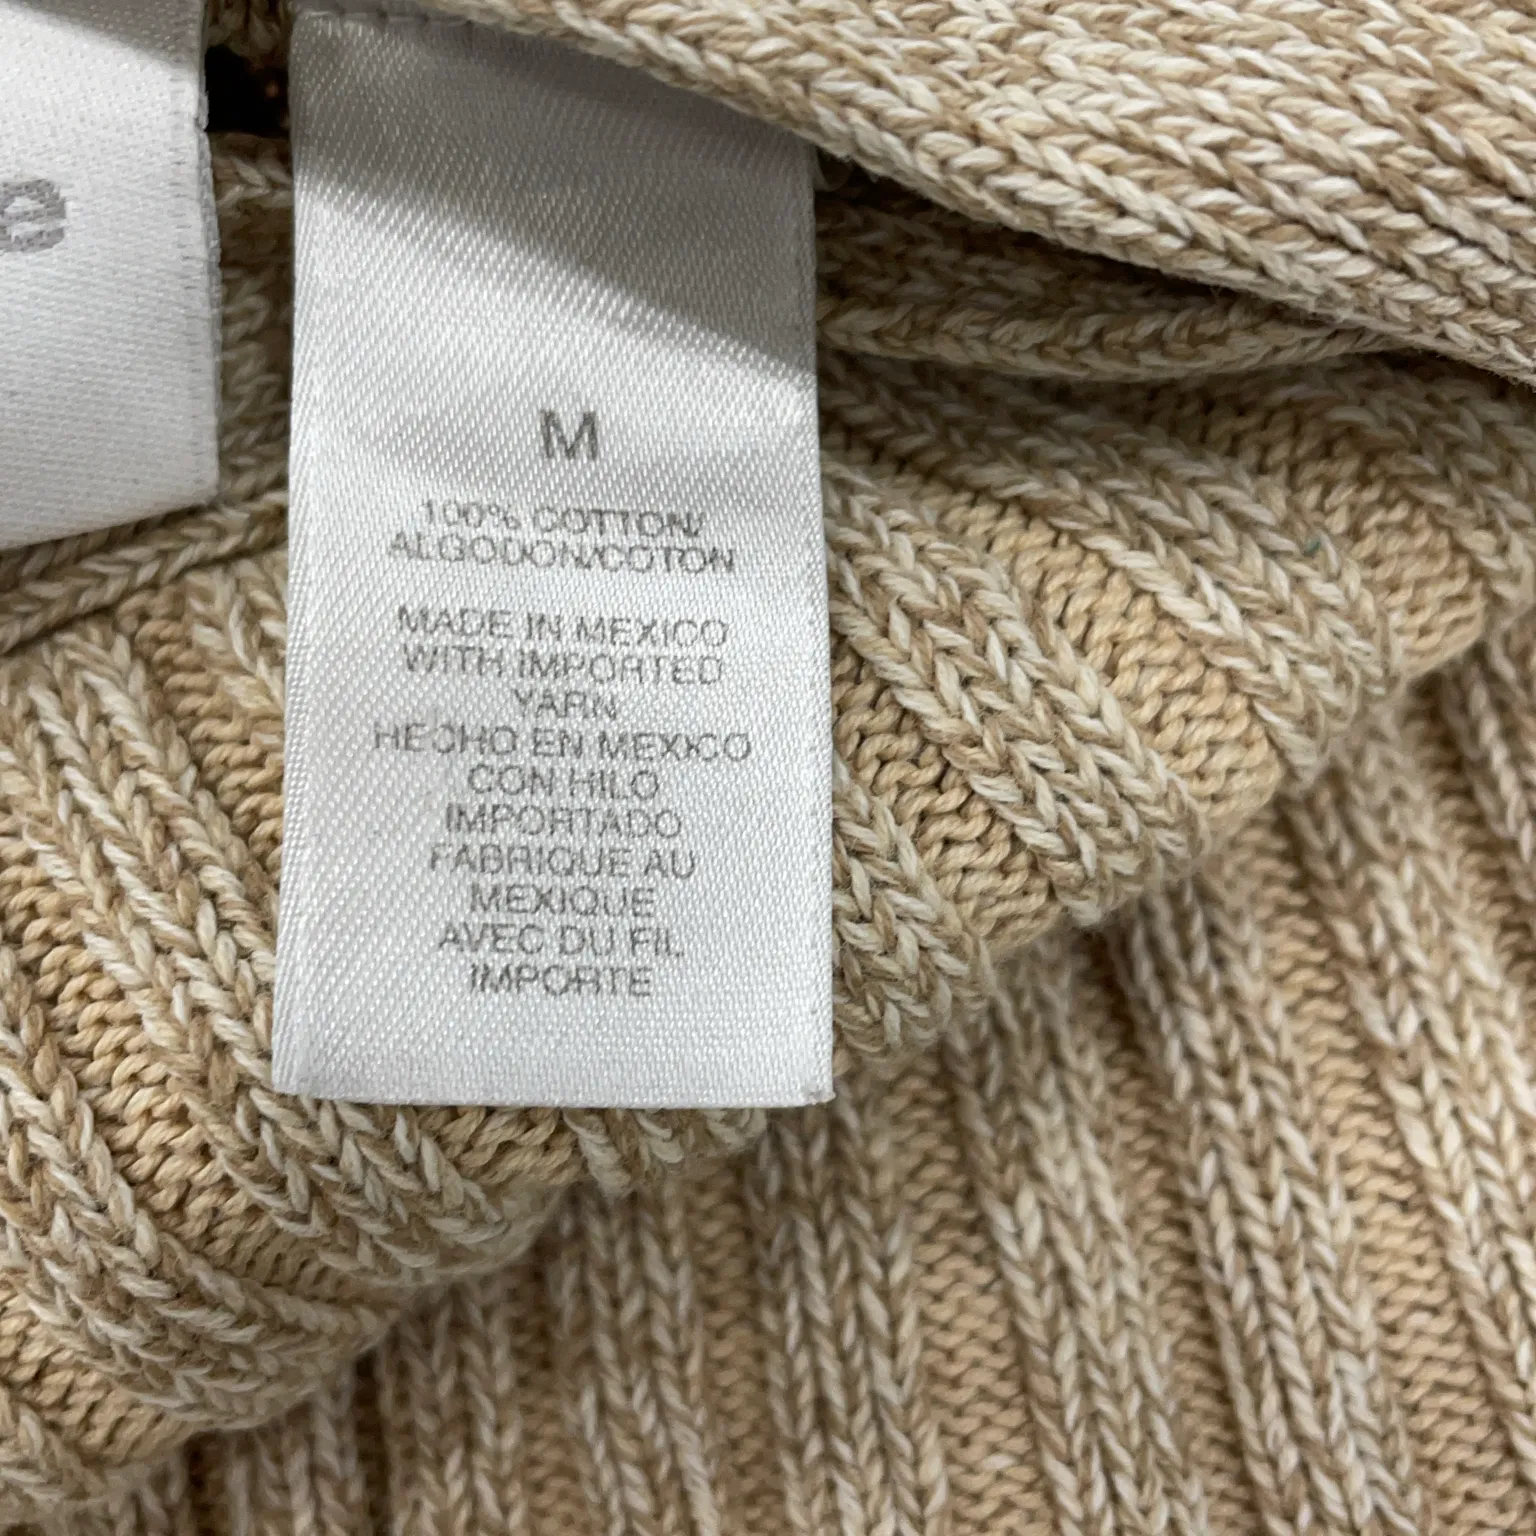 e
M
100% COTTON/
ALGODON/COTON
MADE IN MEXICO
WITH IMPORTED
YARN
HECHO EN MEXICO
CON HILO
IMPORTADO
FABRIQUE AU
MEXIQUE
AVEC DU FIL
IMPORTE